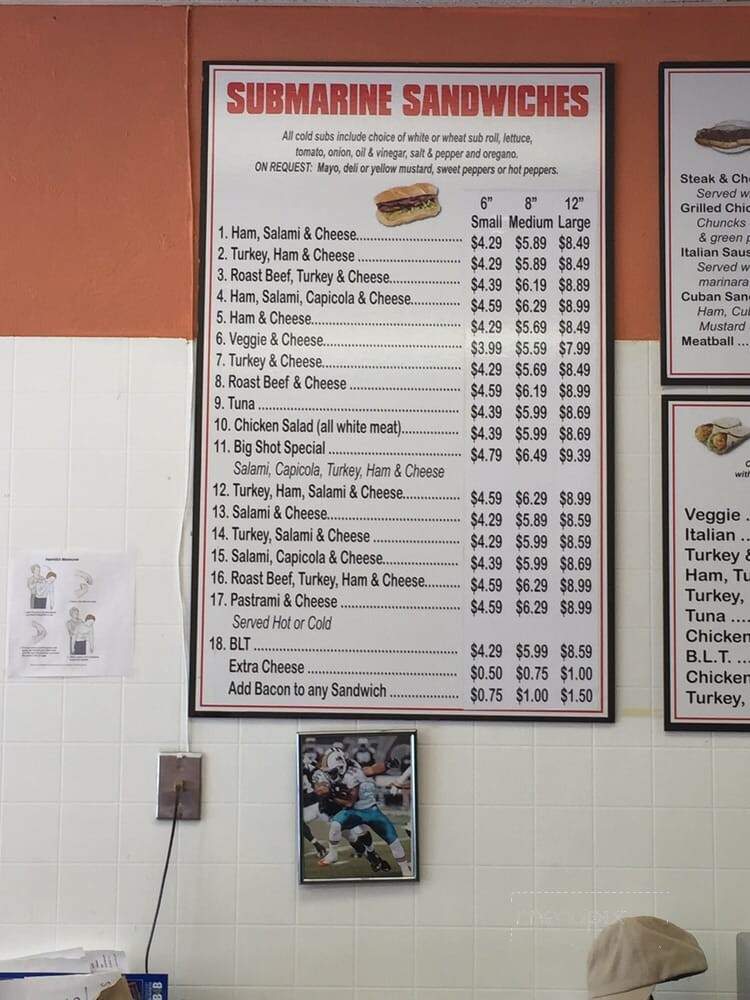 SUBMARINE SANDWICHES
All cold subs include choice of white or wheat sub roll, lettuce,
tomato, onion, oil & vinegar, salt & pepper and oregano.
ON REQUEST: Mayo, deli or yellow mustard, sweet peppers or hot peppers.
6" 8" 12"
Small Medium Large
1. Ham, Salami & Cheese $4.29 $5.89 $8.49
2. Turkey, Ham & Cheese $4.29 $5.89 $8.49
3. Roast Beef, Turkey & Cheese $4.39 $6.19 $8.89
4. Ham, Salami, Capicola & Cheese $4.59 $6.29 $8.99
5. Ham & Cheese $4.29 $5.69 $8.49
6. Veggie & Cheese $3.99 $5.59 $7.99
7. Turkey & Cheese $4.29 $5.69 $8.49
8. Roast Beef & Cheese $4.59 $6.19 $8.99
9. Tuna $4.39 $5.99 $8.69
10. Chicken Salad (all white meat) $4.39 $5.99 $8.69
11. Big Shot Special $4.79 $6.49 $9.39
Salami, Capicola, Turkey, Ham & Cheese
12. Turkey, Ham, Salami & Cheese $4.59 $6.29 $8.99
13. Salami & Cheese $4.29 $5.89 $8.59
14. Turkey, Salami & Cheese $4.29 $5.99 $8.59
15. Salami, Capicola & Cheese $4.39 $5.99 $8.69
16. Roast Beef, Turkey, Ham & Cheese $4.59 $6.29 $8.99
17. Pastrami & Cheese $4.59 $6.29 $8.99
Served Hot or Cold
18. BLT $4.29 $5.99 $8.59
Extra Cheese $0.50 $0.75 $1.00
Add Bacon to any Sandwich $0.75 $1.00 $1.50
Steak & Ch
Served w
Grilled Chic
Chuncks
& green p
Italian Saus
Served w
marinara
Cuban San
Ham, Cu
Mustard
Meatball ...
with
Veggie .
Italian ..
Turkey &
Ham, Tu
Turkey,
Tuna ....
Chicken
B.L.T. ...
Chicken
Turkey,